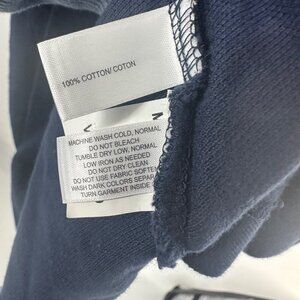 100% COTTON/ COTON
MACHINE WASH COLD, NORMAL
DO NOT BLEACH
TUMBLE DRY LOW, NORMAL
LOW IRON AS NEEDED
DO NOT DRY CLEAN
DO NOT USE FABRIC SOFTE
WASH DARK COLORS SEPAR
TURN GARMENT INSIDE